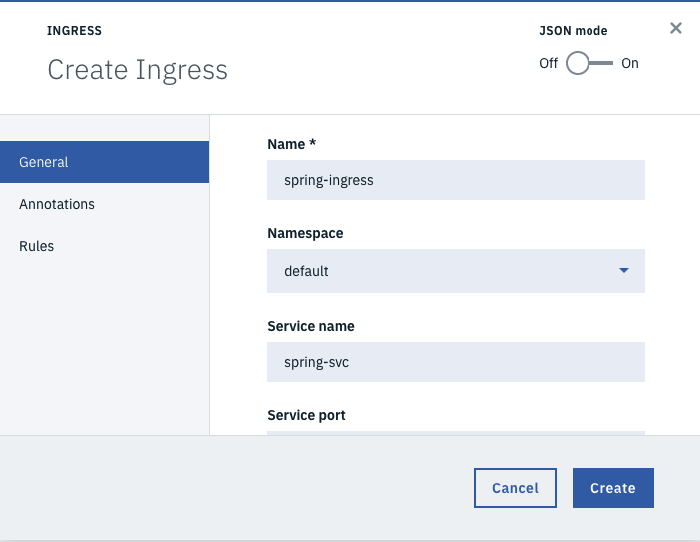 INGRESS
Create Ingress
JSON mode
Off On
General
Annotations
Rules
Name *
spring-ingress
Namespace
default
Service name
spring-svc
Service port
Cancel
Create